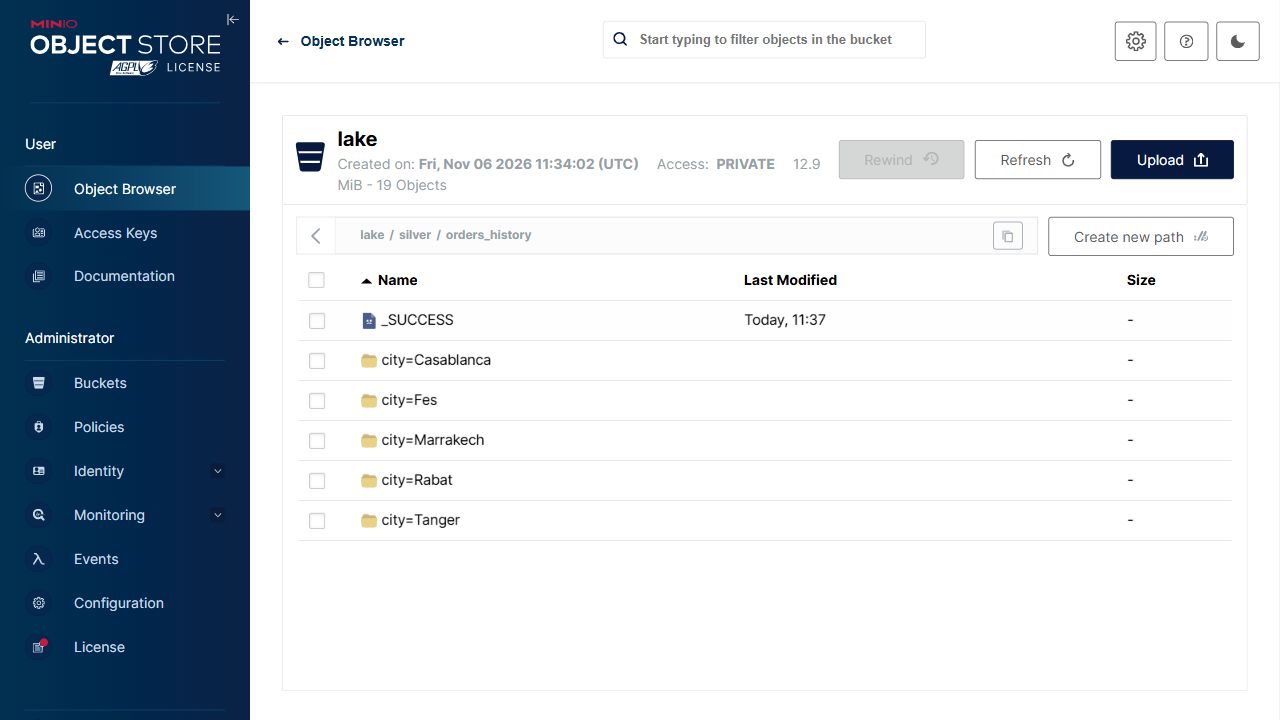 MINIO
OBJECT STORE
AGPL LICENSE
User
Object Browser
Access Keys
Documentation
Administrator
Buckets
Policies
Identity
Monitoring
Events
Configuration
License
Object Browser
Start typing to filter objects in the bucket
lake
Created on: Fri, Nov 06 2026 11:34:02 (UTC) Access: PRIVATE 12.9
MiB - 19 Objects
Rewind
Refresh
Upload
lake / silver / orders_history
Create new path
Name Last Modified Size
_SUCCESS Today, 11:37 -
city=Casablanca -
city=Fes -
city=Marrakech -
city=Rabat -
city=Tanger -